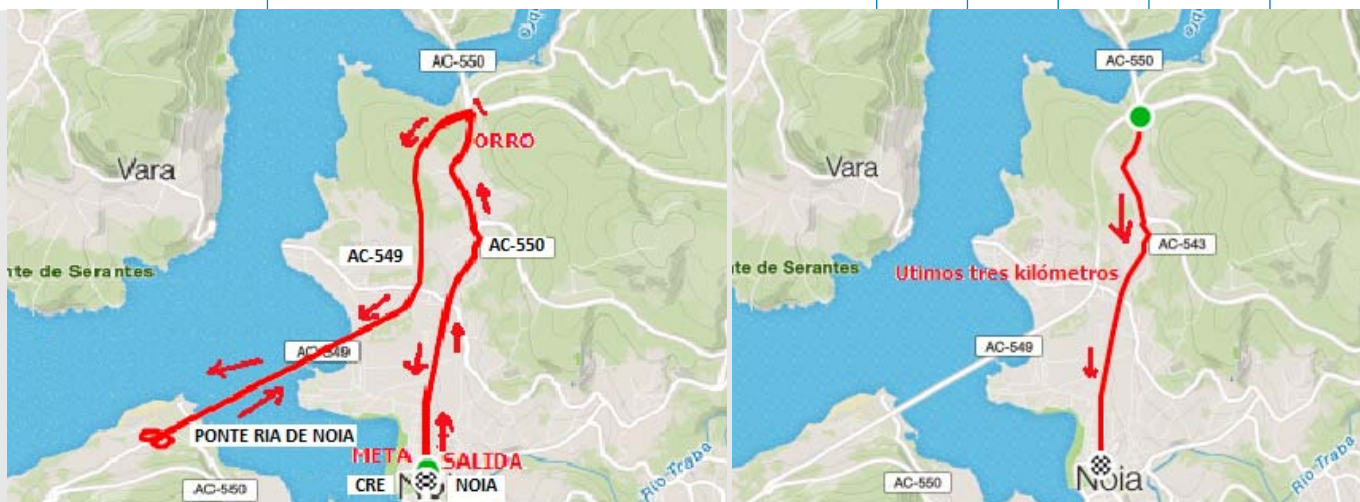 AC-550
ORRO
Vara
AC-549
AC-550
nte de Serantes
AC-549
PONTE RIA DE NOIA
META
SALIDA
CRE
NOIA
AC-550
Río Traba
AC-550
Vara
AC-543
nte de Serantes
Utimos tres kilómetros
AC-549
Noia
AC-550
Río Traba